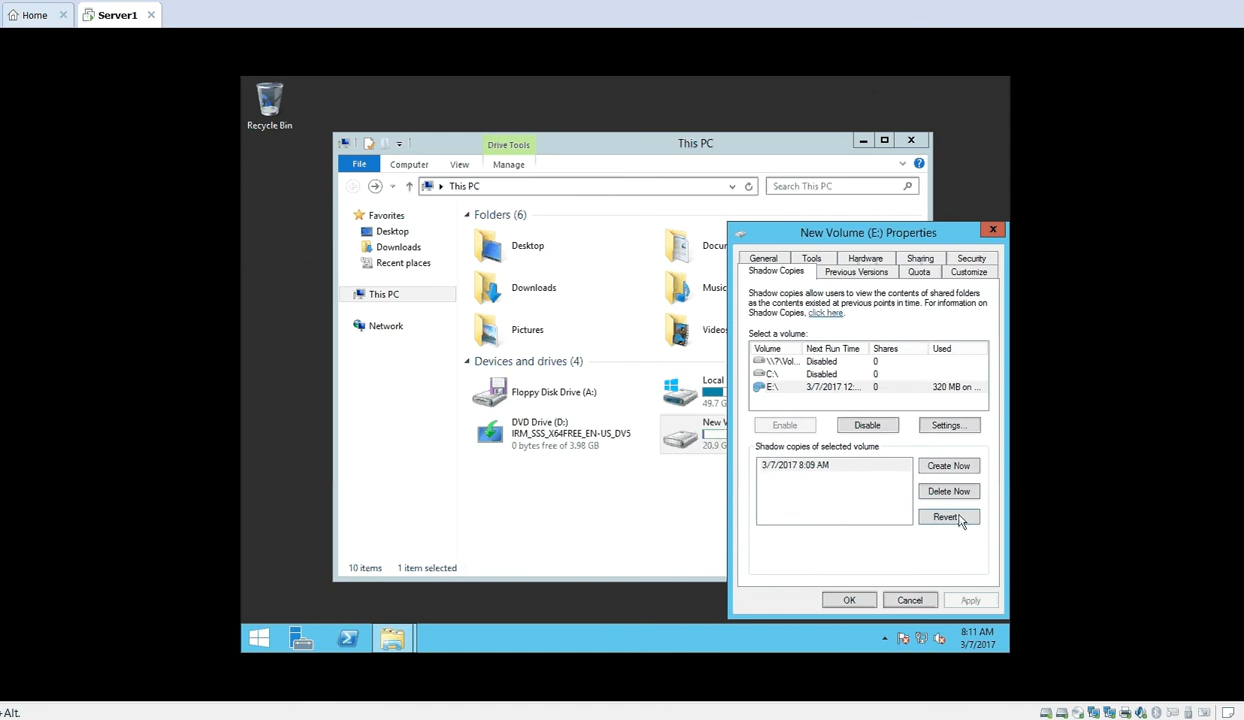 Home
Server1
Recycle Bin
Drive Tools
This PC
File
Computer
View
Manage
This PC
Search This PC
Favorites
Desktop
Downloads
Recent places
This PC
Network
Folders (6)
Desktop
Docu
Downloads
Music
Pictures
Videos
Devices and drives (4)
Floppy Disk Drive (A:)
Local
49.7 G
DVD Drive (D:)
IRM_SSS_X64FREE_EN-US_DV5
0 bytes free of 3.98 GB
New V
20.9 G
10 items
1 item selected
New Volume (E:) Properties
General
Tools
Hardware
Sharing
Security
Shadow Copies
Previous Versions
Quota
Customize
Shadow copies allow users to view the contents of shared folders
as the contents existed at previous points in time. For information on
Shadow Copies, click here.
Select a volume:
Volume
Next Run Time
Shares
Used
\\?\Vol...
Disabled
0
C:\
Disabled
0
E:\
3/7/2017 12:...
0
320 MB on ...
Enable
Disable
Settings...
Shadow copies of selected volume
3/7/2017 8:09 AM
Create Now
Delete Now
Revert
OK
Cancel
Apply
8:11 AM
3/7/2017
+Alt.